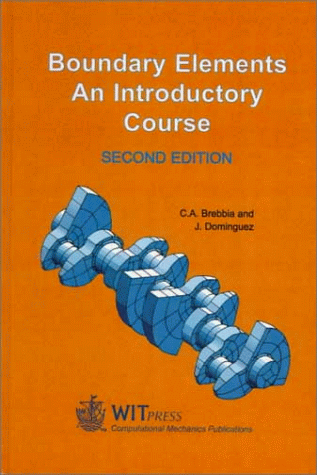 Boundary Elements
An Introductory
Course
SECOND EDITION
C.A. Brebbia and
J. Dominguez
WITPRESS
Computational Mechanics Publications